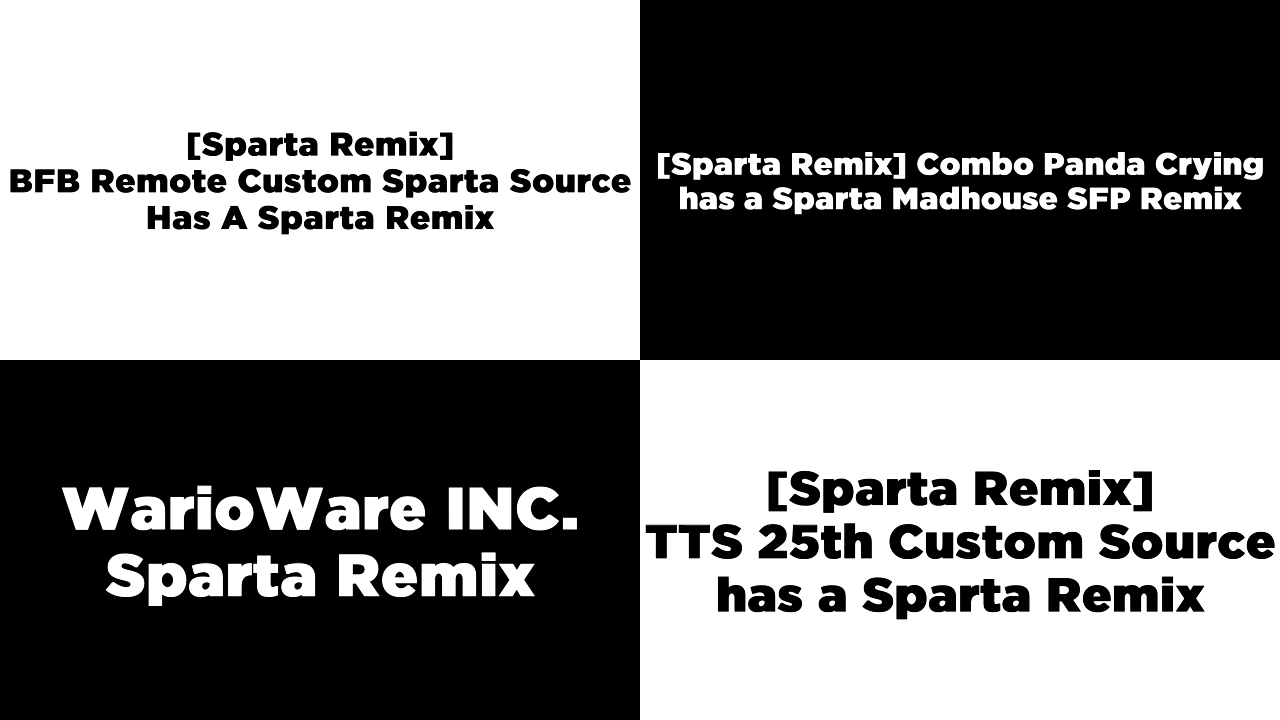 [Sparta Remix]
BFB Remote Custom Sparta Source
Has A Sparta Remix
[Sparta Remix] Combo Panda Crying
has a Sparta Madhouse SFP Remix
WarioWare INC.
Sparta Remix
[Sparta Remix]
TTS 25th Custom Source
has a Sparta Remix